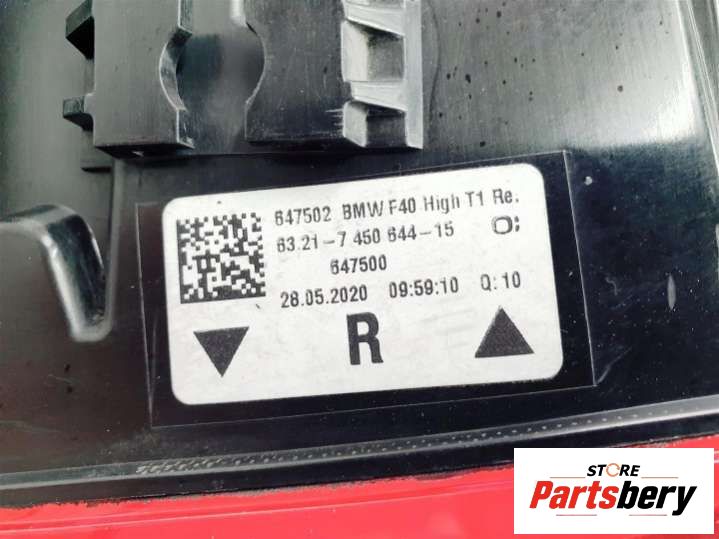 647502 BMW F40 High T1 Re.
63.21-7 450 644-15 O;
647500
28.05.2020 09:59:10 Q:10
R
STORE
Partsbery